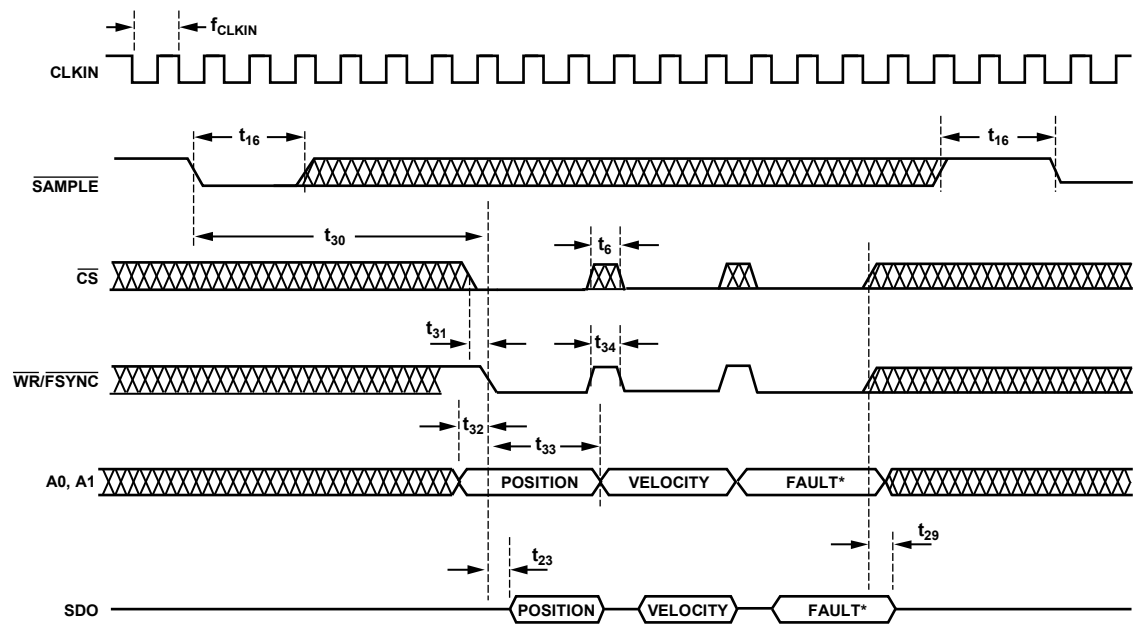 fCLKIN
CLKIN
t16
t16
SAMPLE
t30
t6
CS
t31
t34
WR/FSYNC
t32
t33
A0, A1
POSITION
VELOCITY
FAULT*
t29
t23
SDO
POSITION
VELOCITY
FAULT*